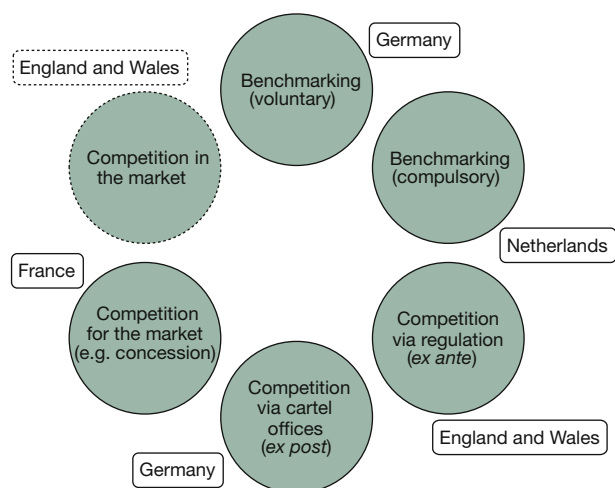 Germany
Benchmarking
(voluntary)
England and Wales
Competition in
the market
Benchmarking
(compulsory)
Netherlands
France
Competition
for the market
(e.g. concession)
Competition
via regulation
(ex ante)
England and Wales
Competition
via cartel
offices
(ex post)
Germany